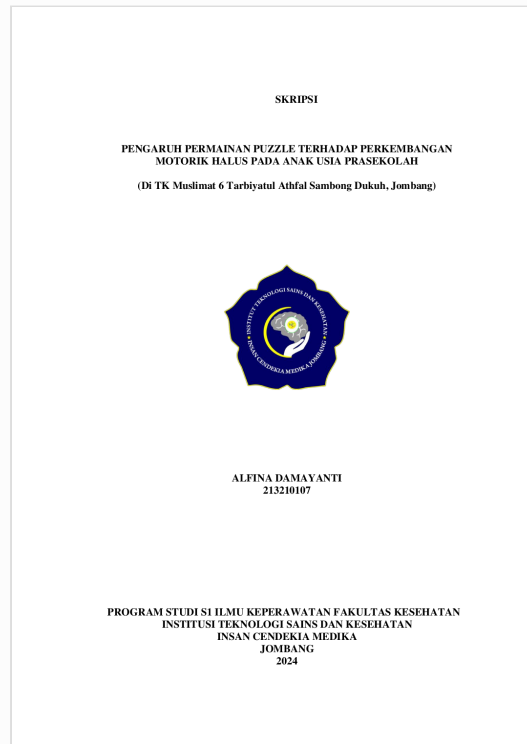 SKRIPSI
PENGARUH PERMAINAN PUZZLE TERHADAP PERKEMBANGAN
MOTORIK HALUS PADA ANAK USIA PRASEKOLAH
(Di TK Muslimat 6 Tarbiyatul Athfal Sambong Dukuh, Jombang)
INSTITUT TEKNOLOGI SAINS DAN KESEHATAN
INSAN CENDEKIA MEDIKA JOMBANG
ALFINA DAMAYANTI
213210107
PROGRAM STUDI S1 ILMU KEPERAWATAN FAKULTAS KESEHATAN
INSTITUSI TEKNOLOGI SAINS DAN KESEHATAN
INSAN CENDEKIA MEDIKA
JOMBANG
2024